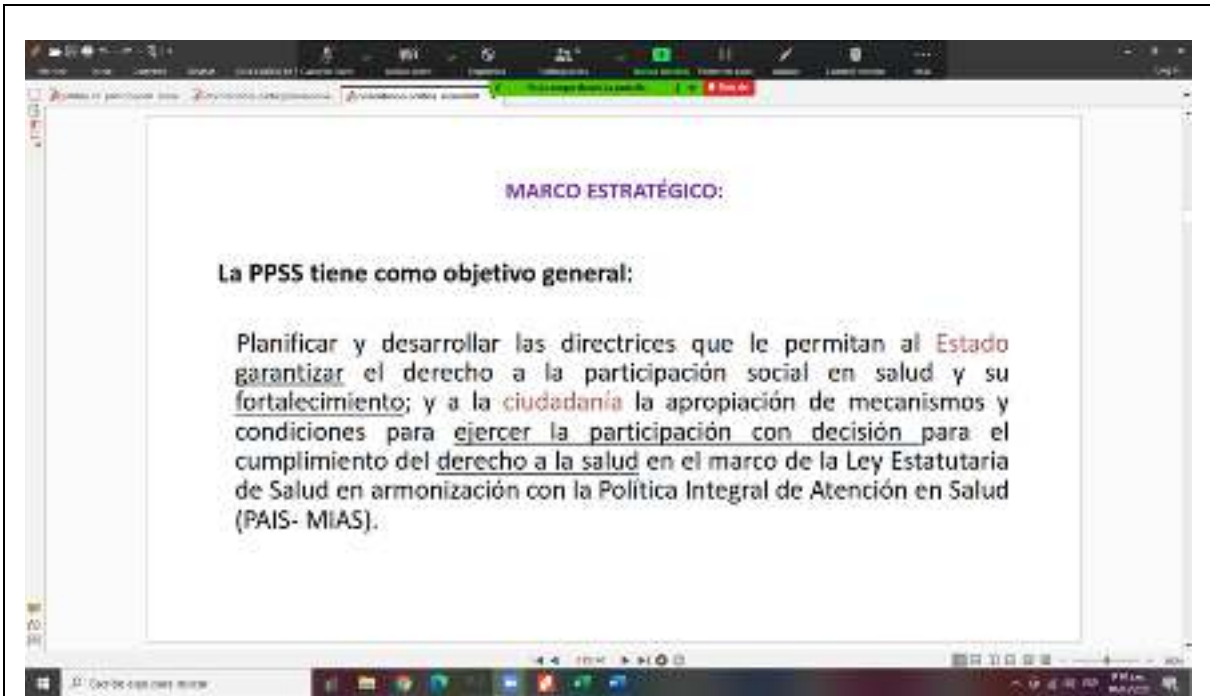 MARCO ESTRATÉGICO:
La PPSS tiene como objetivo general:
Planificar y desarrollar las directrices que le permitan al Estado
garantizar el derecho a la participación social en salud y su
fortalecimiento; y a la ciudadanía la apropiación de mecanismos y
condiciones para ejercer la participación con decisión para el
cumplimiento del derecho a la salud en el marco de la Ley Estatutaria
de Salud en armonización con la Política Integral de Atención en Salud
(PAIS- MIAS).